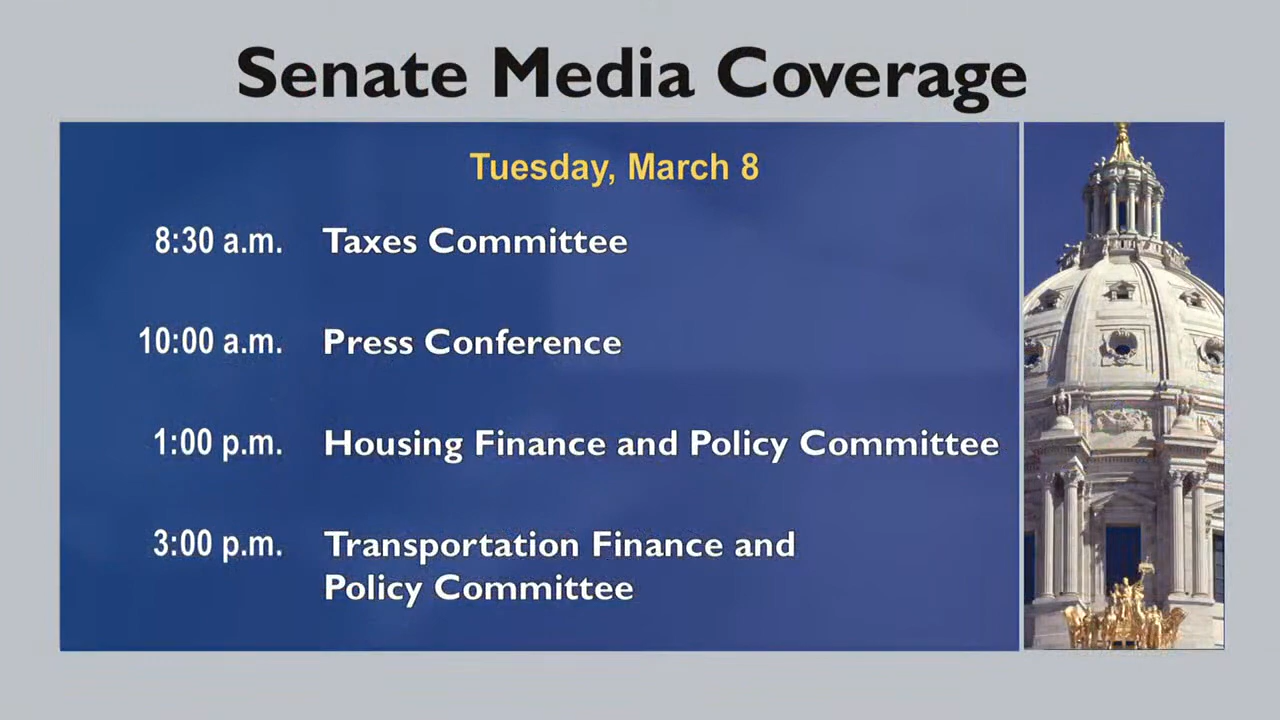 Senate Media Coverage
Tuesday, March 8
8:30 a.m. Taxes Committee
10:00 a.m. Press Conference
1:00 p.m. Housing Finance and Policy Committee
3:00 p.m. Transportation Finance and
Policy Committee